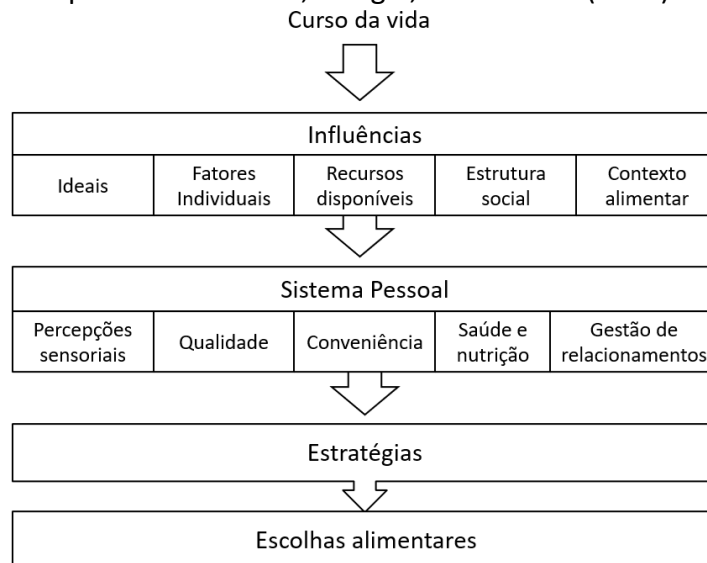 Curso da vida
Influências
Ideais
Fatores
Individuais
Recursos
disponíveis
Estrutura
social
Contexto
alimentar
Sistema Pessoal
Percepções
sensoriais
Qualidade
Conveniência
Saúde e
nutrição
Gestão de
relacionamentos
Estratégias
Escolhas alimentares